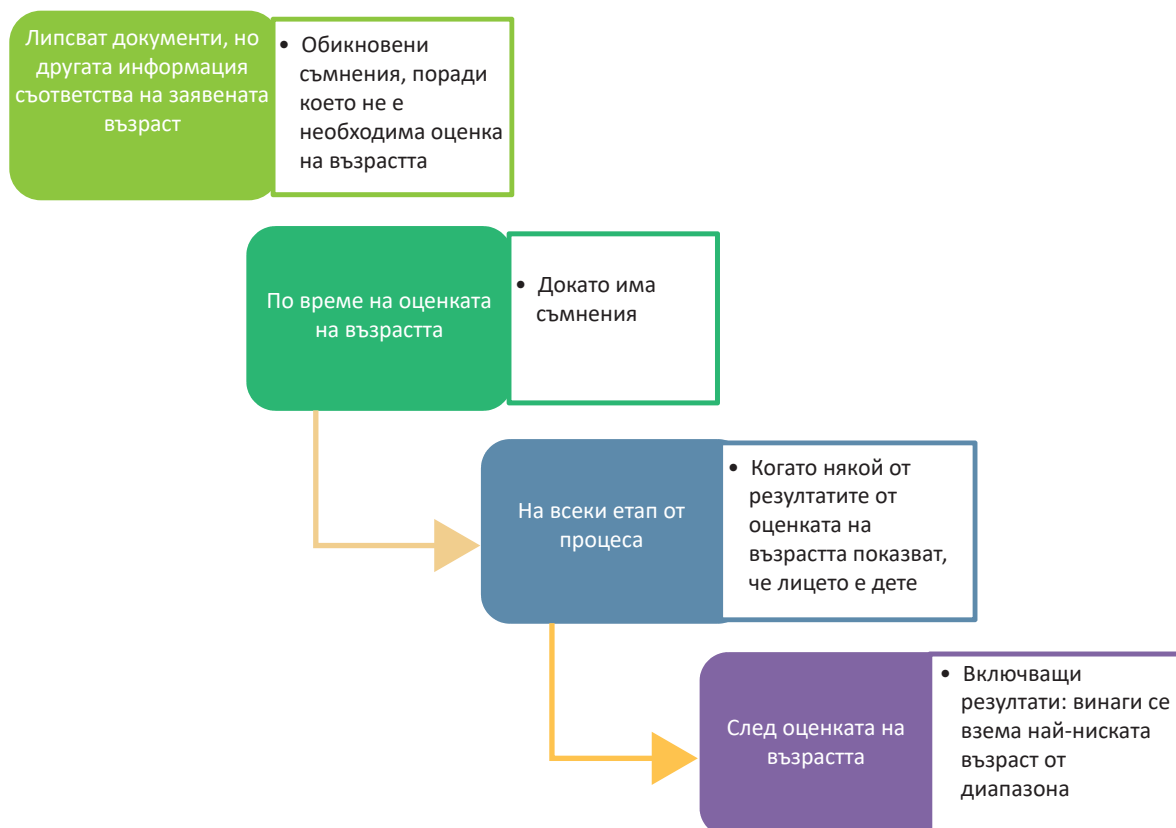 Липсват документи, но
другата информация
съответства на заявената
възраст
• Обикновени
съмнения, поради
което не е
необходима оценка
на възрастта
По време на оценката
на възрастта
• Докато има
съмнения
На всеки етап от
процеса
• Когато някой от
резултатите от
оценката на
възрастта показват,
че лицето е дете
След оценката на
възрастта
• Включващи
резултати: винаги се
взема най-ниската
възраст от
диапазона